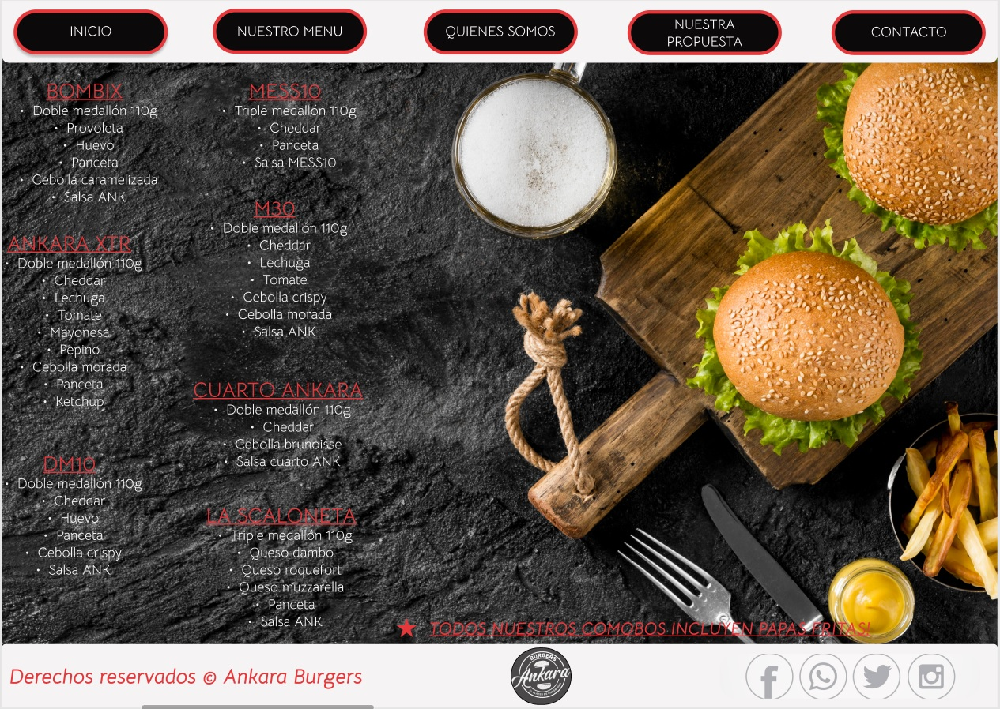 INICIO
NUESTRO MENU
QUIENES SOMOS
NUESTRA
PROPUESTA
CONTACTO
BOMBIX
• Doble medallón 110g
• Provoleta
• Huevo
• Panceta
• Cebolla caramelizada
• Salsa ANK
ANKARA XTR
• Doble medallón 110g
• Cheddar
• Lechuga
• Tomate
• Mayonesa
• Pepino
• Cebolla morada
• Panceta
• Ketchup
DM10
• Doble medallón 110g
• Cheddar
• Huevo
• Panceta
• Cebolla crispy
• Salsa ANK
MESS10
• Triple medallón 110g
• Cheddar
• Panceta
• Salsa MESS10
M30
• Doble medallón 110g
• Cheddar
• Lechuga
• Tomate
• Cebolla crispy
• Cebolla morada
• Salsa ANK
CUARTO ANKARA
• Doble medallón 110g
• Cheddar
• Cebolla brunoisse
• Salsa cuarto ANK
LA SCALONETA
• Triple medallón 110g
• Queso dambo
• Queso roquefort
• Queso muzzarella
• Panceta
• Salsa ANK
★ TODOS NUESTROS COMOBOS INCLUYEN PAPAS FRITAS!
Derechos reservados © Ankara Burgers
BURGERS
Ankara